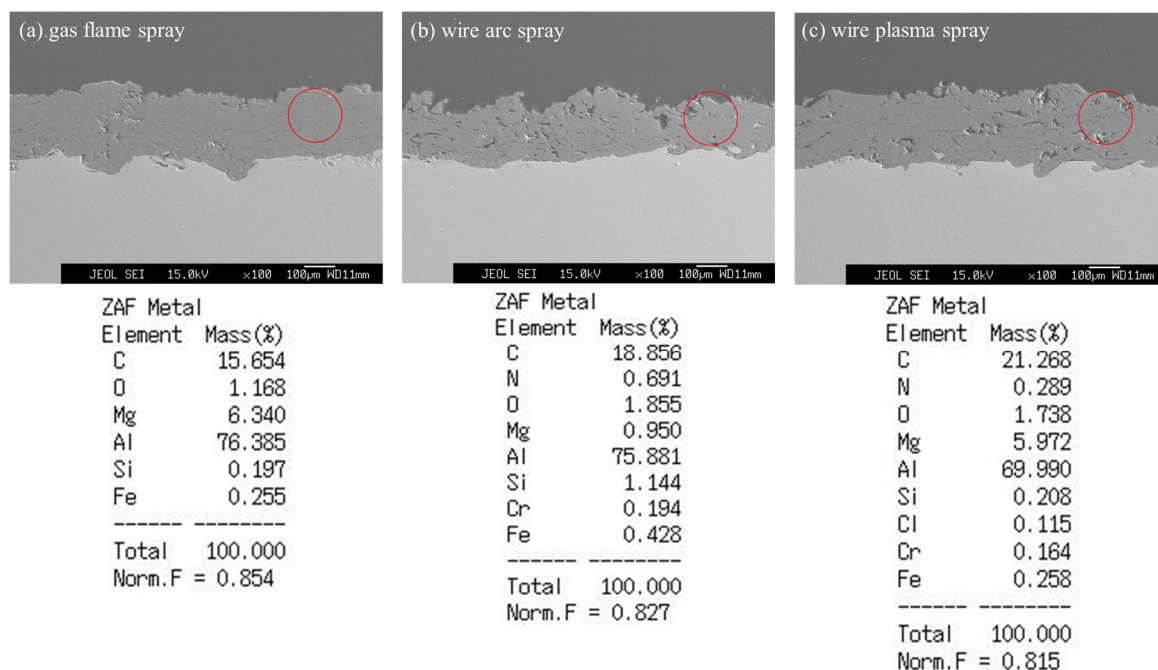 (a).gas flame spray
JEOL SEI 15.0kV ×100 100μm WD11mm
ZAF Metal
Element Mass(%)
C 15.654
O 1.168
Mg 6.340
Al 76.385
Si 0.197
Fe 0.255
------ --------
Total 100.000
Norm.F = 0.854
(b) wire arc spray
JEOL SEI 15.0kV ×100 100μm WD11mm
ZAF Metal
Element Mass(%)
C 18.856
N 0.691
O 1.855
Mg 0.950
Al 75.881
Si 1.144
Cr 0.194
Fe 0.428
------ --------
Total 100.000
Norm.F = 0.827
(c) wire plasma spray
JEOL SEI 15.0kV ×100 100μm WD11mm
ZAF Metal
Element Mass(%)
C 21.268
N 0.289
O 1.738
Mg 5.972
Al 69.990
Si 0.208
Cl 0.115
Cr 0.164
Fe 0.258
------ --------
Total 100.000
Norm.F = 0.815